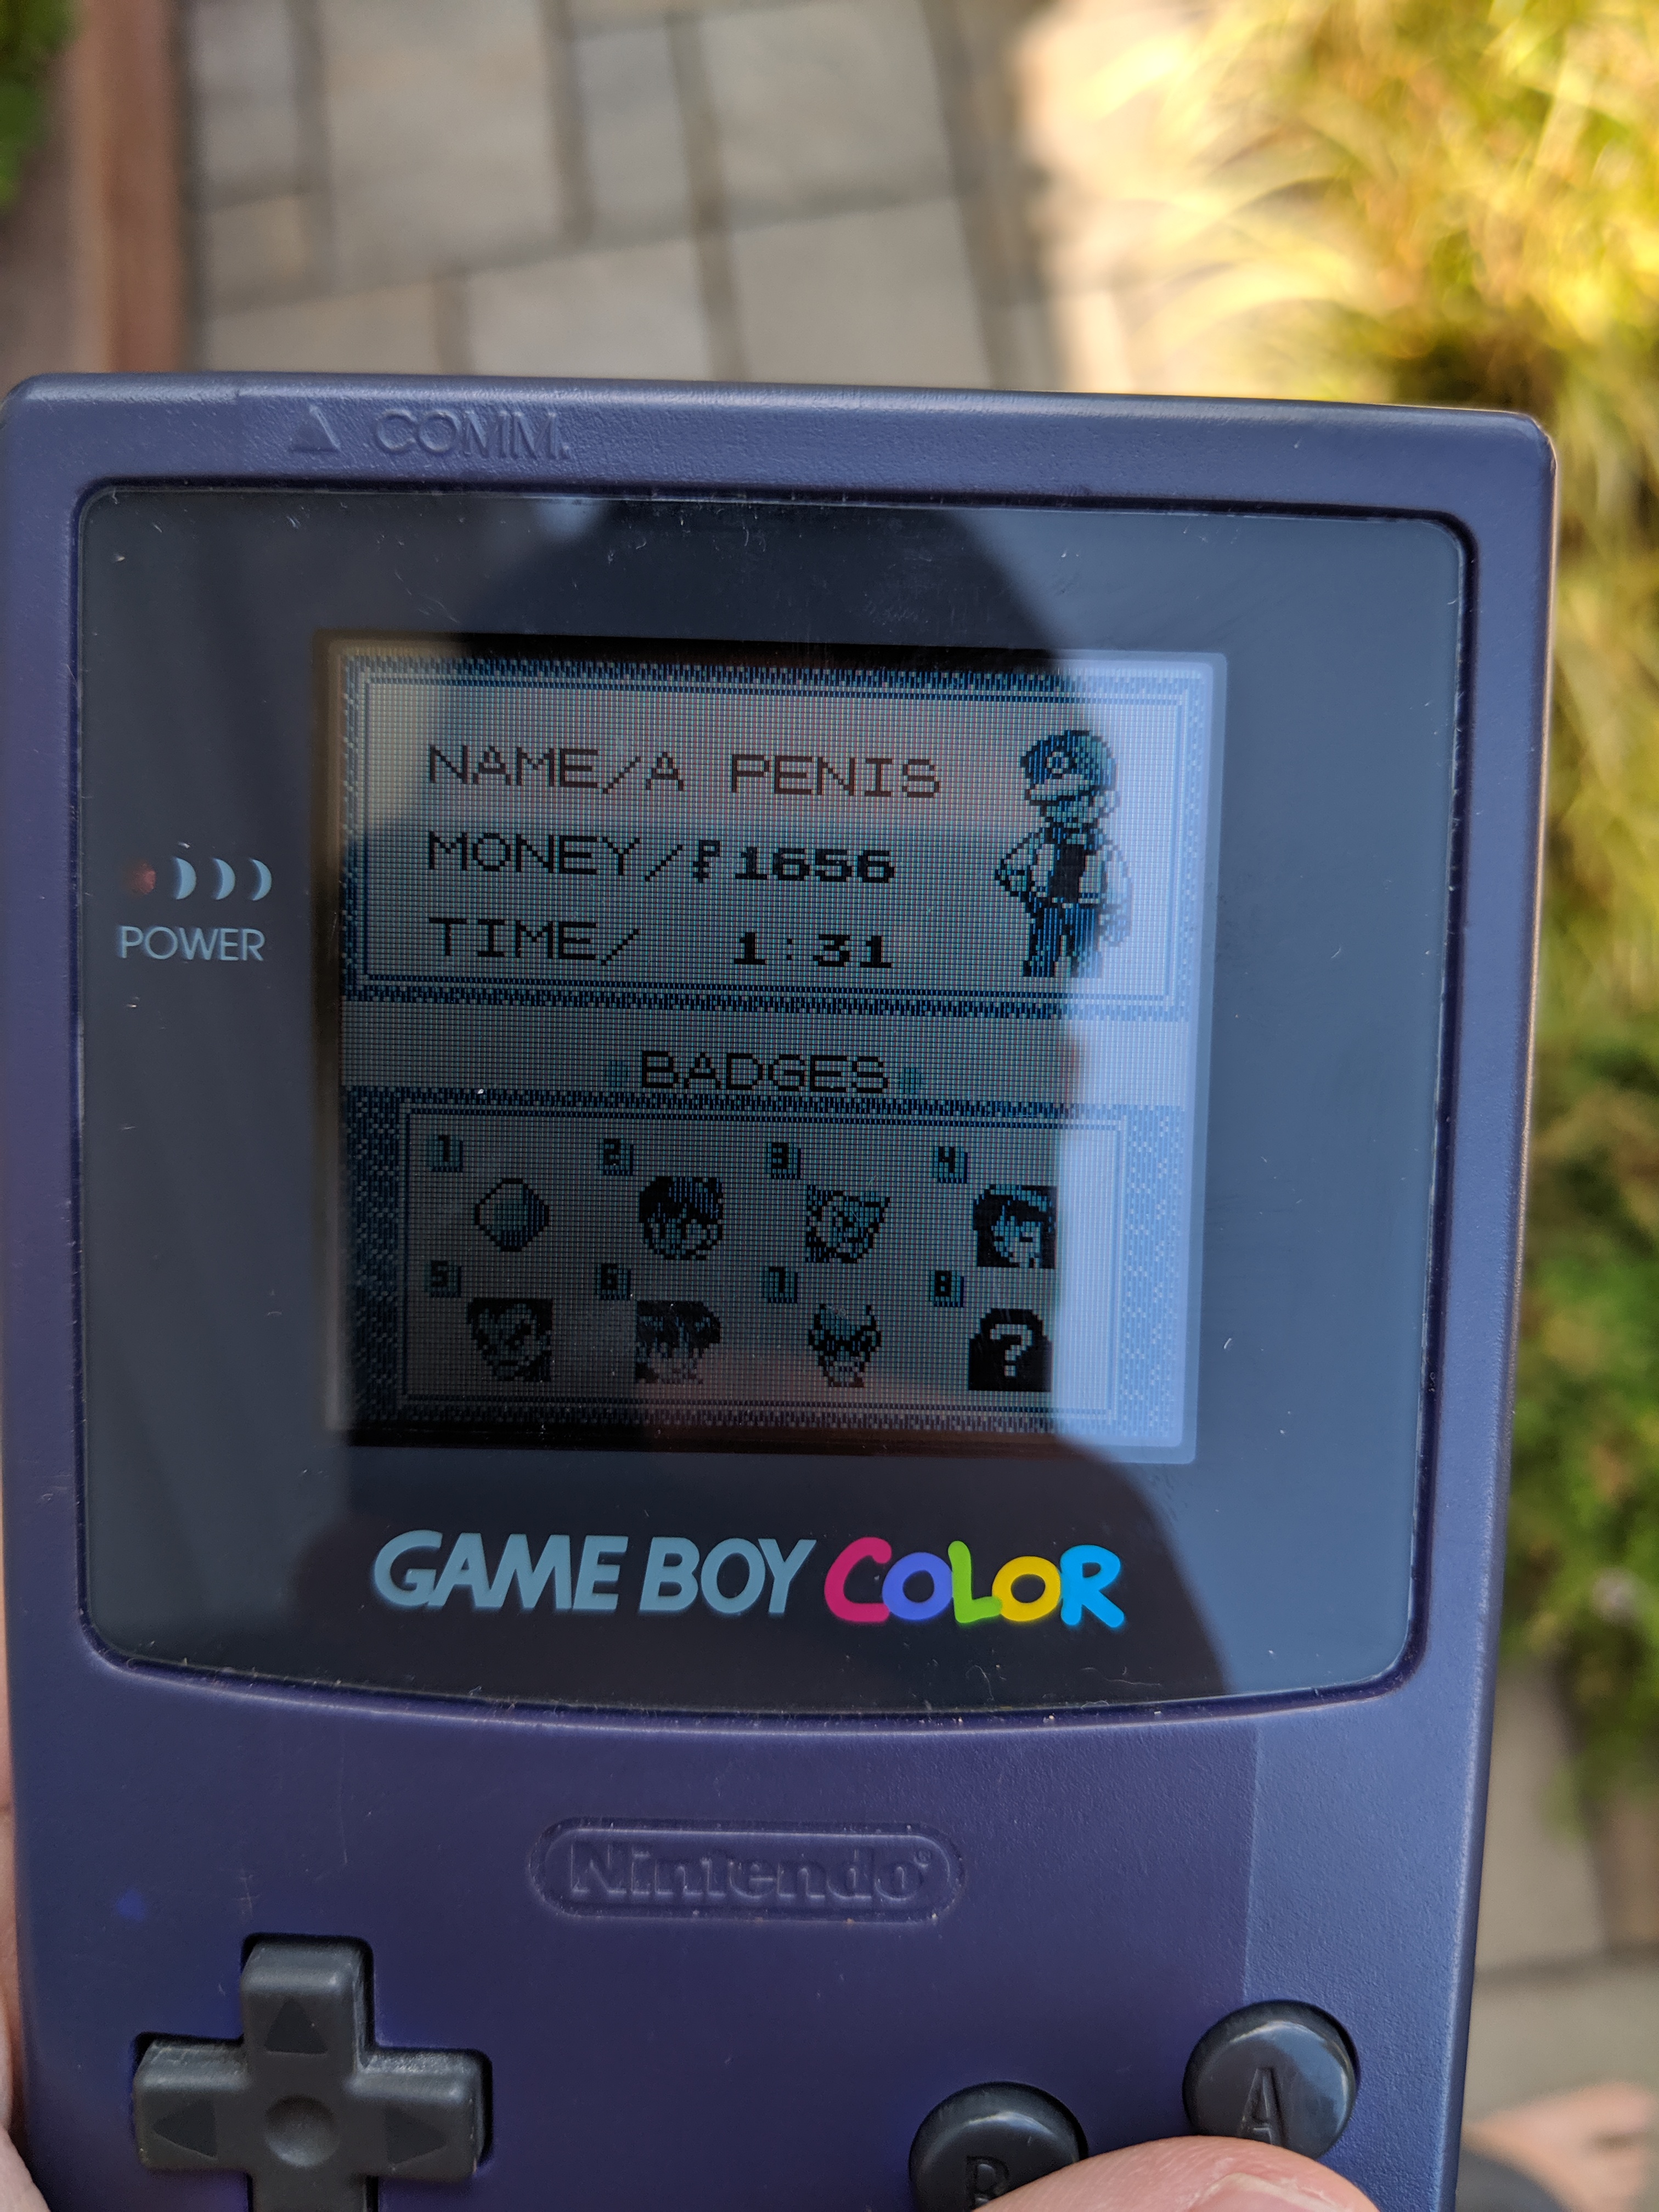 COMM.
NAME/A PENIS
MONEY/₽1656
TIME/ 1:31
POWER
BADGES
1 2 3 4
5 6 7 8
?
GAME BOY COLOR
Nintendo®
A
B